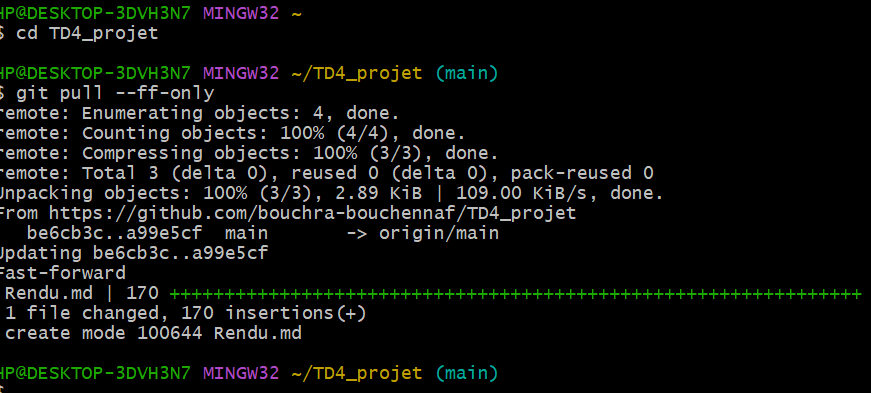 HP@DESKTOP-3DVH3N7 MINGW32 ~
$ cd TD4_projet
HP@DESKTOP-3DVH3N7 MINGW32 ~/TD4_projet (main)
$ git pull --ff-only
remote: Enumerating objects: 4, done.
remote: Counting objects: 100% (4/4), done.
remote: Compressing objects: 100% (3/3), done.
remote: Total 3 (delta 0), reused 0 (delta 0), pack-reused 0
Unpacking objects: 100% (3/3), 2.89 KiB | 109.00 KiB/s, done.
From https://github.com/bouchra-bouchennaf/TD4_projet
   be6cb3c..a99e5cf  main       -> origin/main
Updating be6cb3c..a99e5cf
Fast-forward
 Rendu.md | 170 +++++++++++++++++++++++++++++++++++++++++++++++++++++++++++++++
 1 file changed, 170 insertions(+)
 create mode 100644 Rendu.md
HP@DESKTOP-3DVH3N7 MINGW32 ~/TD4_projet (main)
$